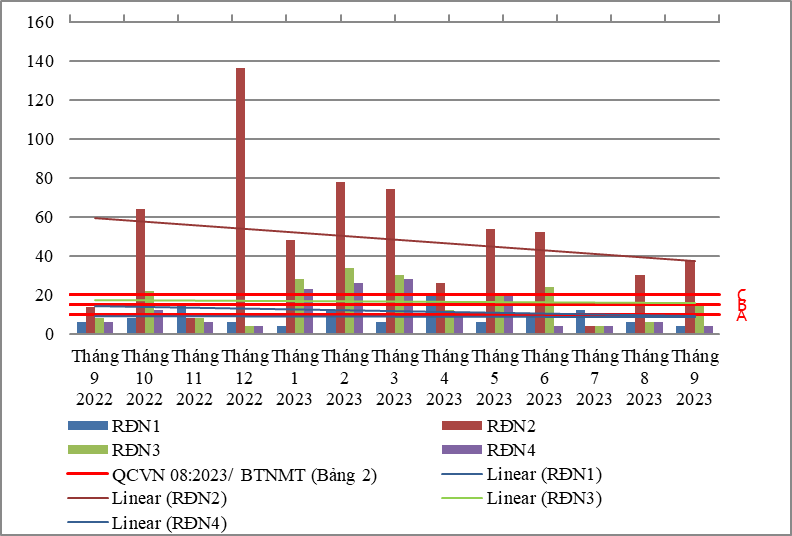 160
140
120
100
80
60
40
20
0
C
B
A
Tháng 9 2022
Tháng 10 2022
Tháng 11 2022
Tháng 12 2022
Tháng 1 2023
Tháng 2 2023
Tháng 3 2023
Tháng 4 2023
Tháng 5 2023
Tháng 6 2023
Tháng 7 2023
Tháng 8 2023
Tháng 9 2023
RĐN1
RĐN2
RĐN3
RĐN4
QCVN 08:2023/ BTNMT (Bảng 2)
Linear (RĐN1)
Linear (RĐN2)
Linear (RĐN3)
Linear (RĐN4)